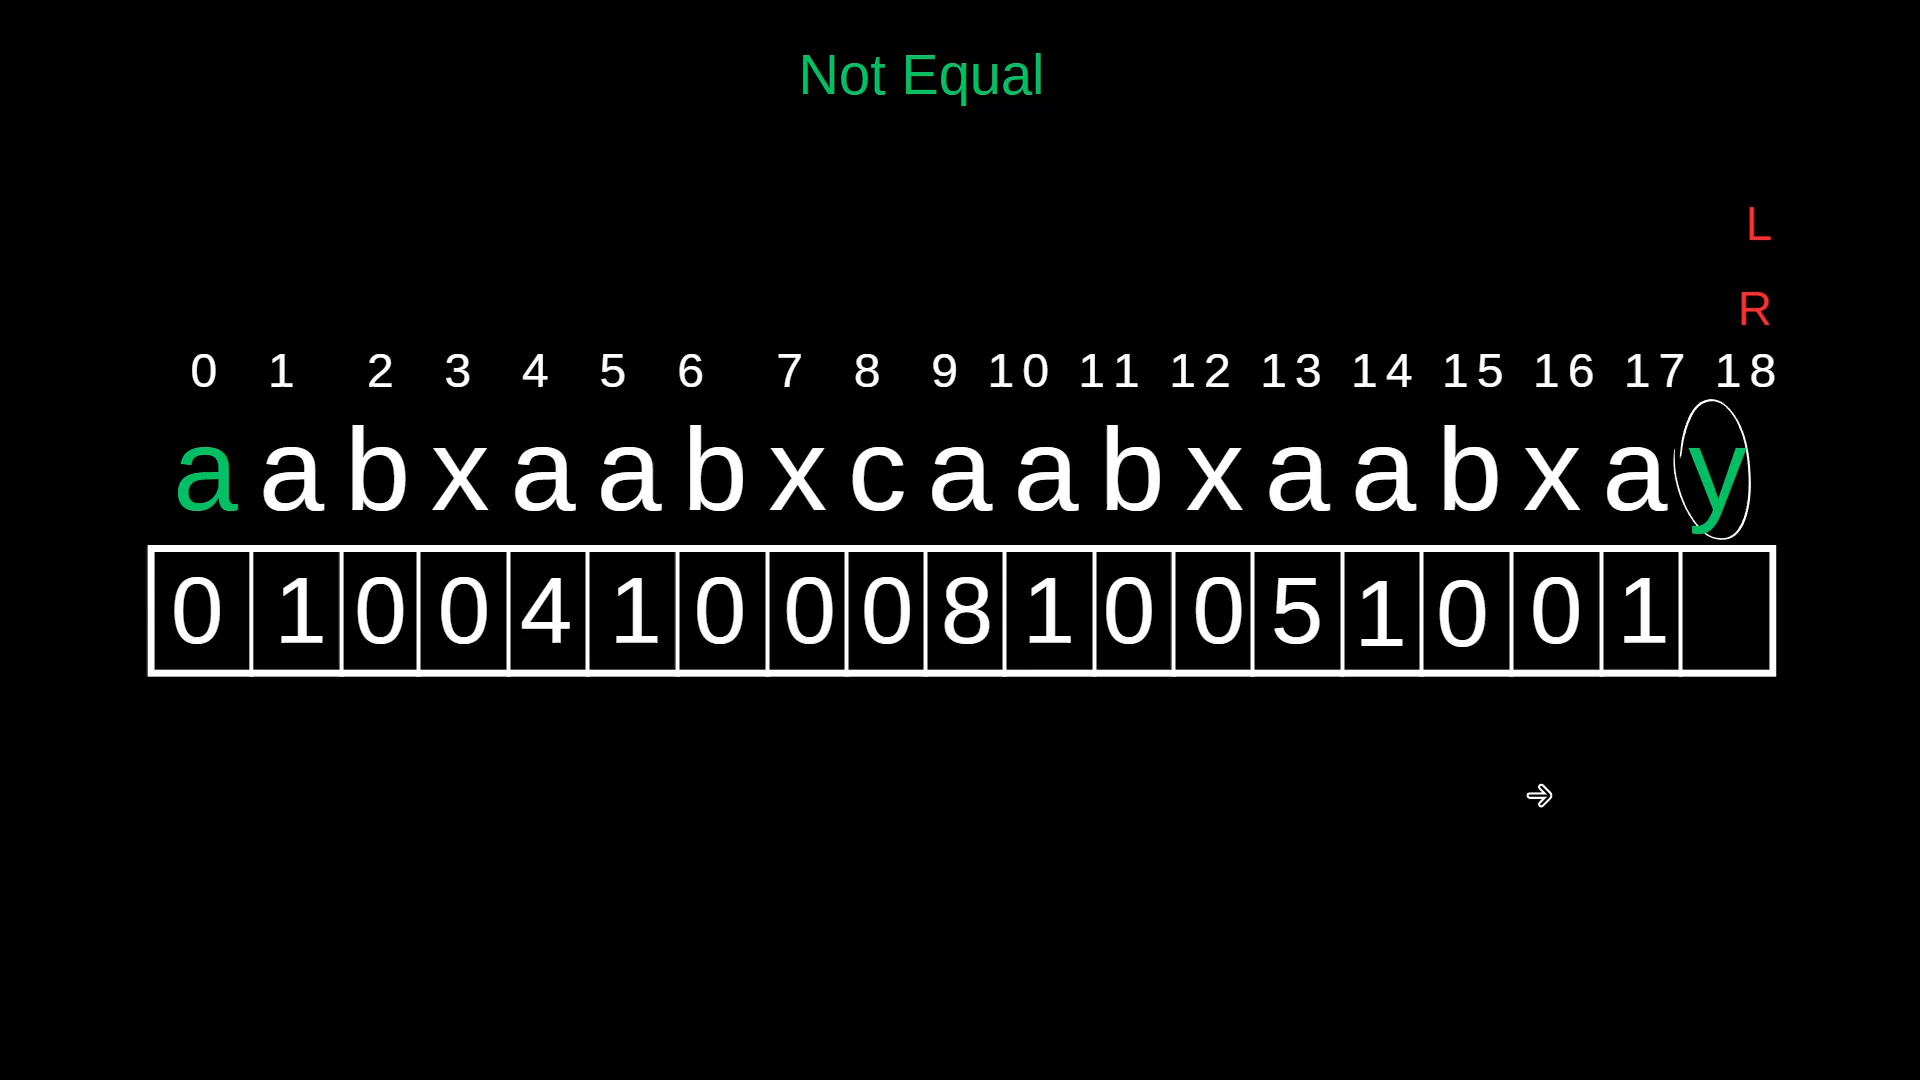 Not Equal
L
R
0 1 2 3 4 5 6 7 8 9 10 11 12 13 14 15 16 17 18
a a b x a a b x c a a b x a a b x a y
0 1 0 0 4 1 0 0 0 8 1 0 0 5 1 0 0 1